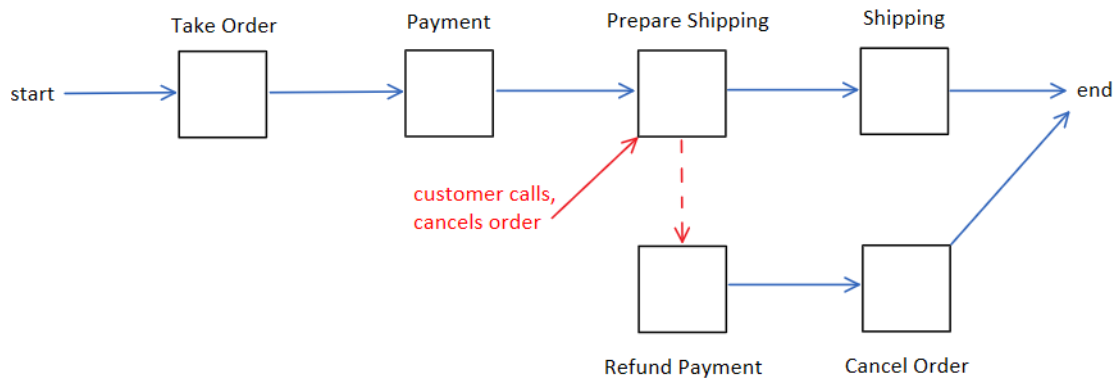 Take Order
Payment
Prepare Shipping
Shipping
start
end
customer calls,
cancels order
Refund Payment
Cancel Order